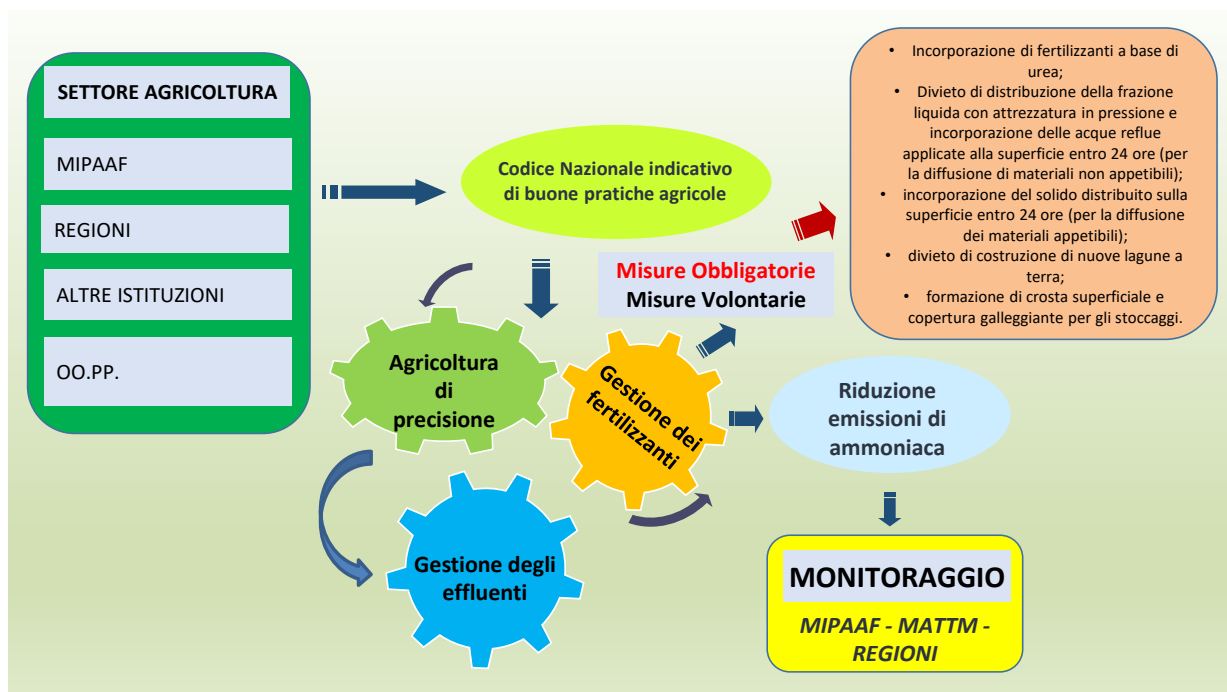 SETTORE AGRICOLTURA
MIPAAF
REGIONI
ALTRE ISTITUZIONI
OO.PP.
Codice Nazionale indicativo
di buone pratiche agricole
Agricoltura
di
precisione
Gestione dei
fertilizzanti
Gestione degli
effluenti
Misure Obbligatorie
Misure Volontarie
• Incorporazione di fertilizzanti a base di
urea;
• Divieto di distribuzione della frazione
liquida con attrezzatura in pressione e
incorporazione delle acque reflue
applicate alla superficie entro 24 ore (per
la diffusione di materiali non appetibili);
• incorporazione del solido distribuito sulla
superficie entro 24 ore (per la diffusione
dei materiali appetibili);
• divieto di costruzione di nuove lagune a
terra;
• formazione di crosta superficiale e
copertura galleggiante per gli stoccaggi.
Riduzione
emissioni di
ammoniaca
MONITORAGGIO
MIPAAF - MATTM -
REGIONI